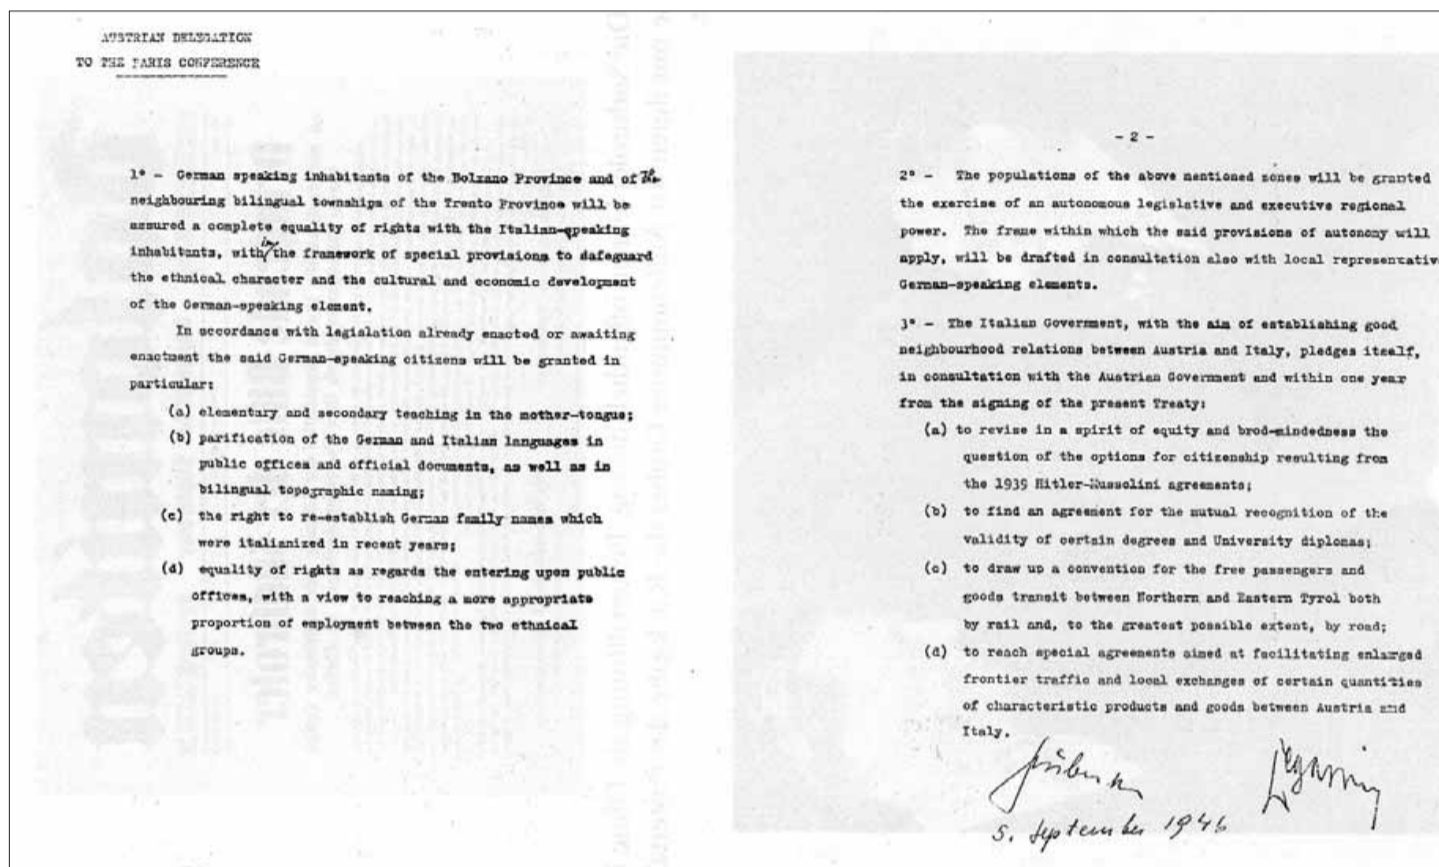 AUSTRIAN DELEGATION
TO THE PARIS CONFERENCE
1° - German speaking inhabitants of the Bolzano Province and of the
neighbouring bilingual townships of the Trento Province will be
assured a complete equality of rights with the Italian-speaking
inhabitants, within the framework of special provisions to dafeguard
the ethnical character and the cultural and economic development
of the German-speaking element.
In accordance with legislation already enacted or awaiting
enactment the said German-speaking citizens will be granted in
particular:
(a) elementary and secondary teaching in the mother-tongue;
(b) parification of the German and Italian languages in
public offices and official documents, as well as in
bilingual topographic naming;
(c) the right to re-establish German family names which
were italianized in recent years;
(d) equality of rights as regards the entering upon public
offices, with a view to reaching a more appropriate
proportion of employment between the two ethnical
groups.
- 2 -
2° - The populations of the above mentioned zones will be granted
the exercise of an autonomous legislative and executive regional
power. The frame within which the said provisions of autonomy will
apply, will be drafted in consultation also with local representative
German-speaking elements.
3° - The Italian Government, with the aim of establishing good
neighbourhood relations between Austria and Italy, pledges itself,
in consultation with the Austrian Government and within one year
from the signing of the present Treaty:
(a) to revise in a spirit of equity and brod-mindedness the
question of the options for citizenship resulting from
the 1939 Hitler-Mussolini agreements;
(b) to find an agreement for the mutual recognition of the
validity of certain degrees and University diplomas;
(c) to draw up a convention for the free passengers and
goods transit between Northern and Eastern Tyrol both
by rail and, to the greatest possible extent, by road;
(d) to reach special agreements aimed at facilitating enlarged
frontier traffic and local exchanges of certain quantities
of characteristic products and goods between Austria and
Italy.
5. September 1946